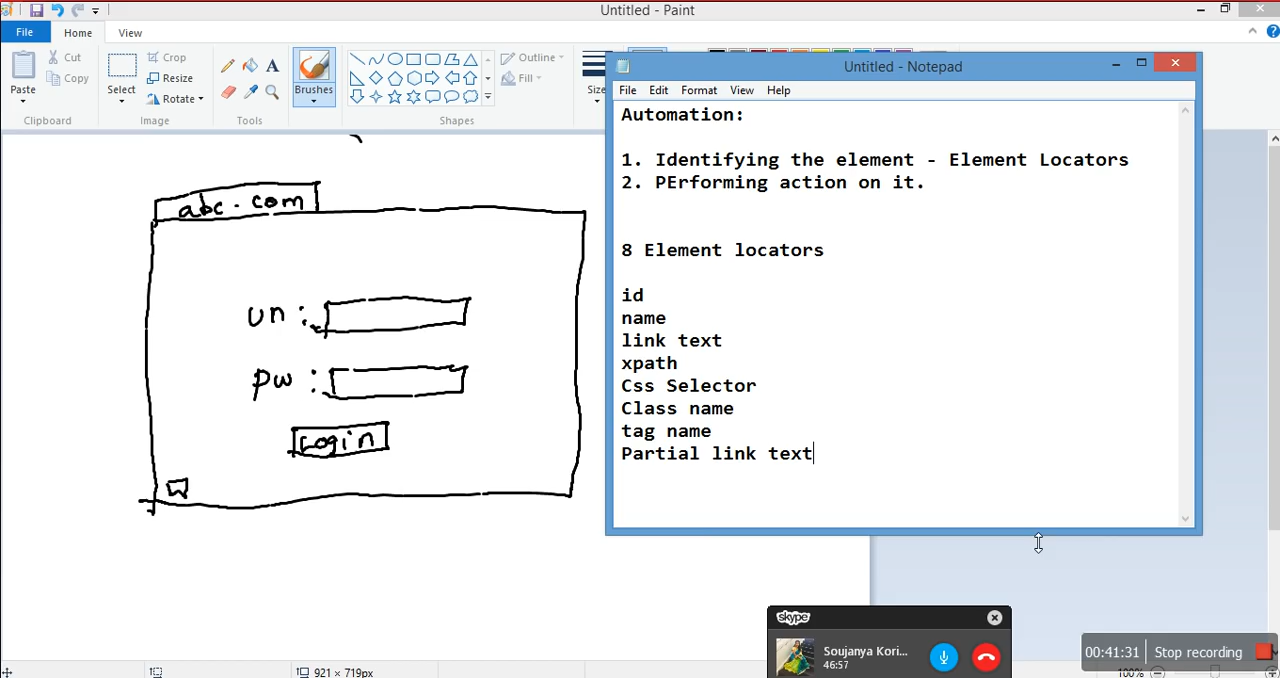 Untitled - Paint
File
Home
View
Paste
Cut
Copy
Clipboard
Select
Crop
Resize
Rotate
Image
A
Tools
Brushes
Shapes
Outline
Fill
abc.com
un :
pw :
Login
Untitled - Notepad
File Edit Format View Help
Automation:
1. Identifying the element - Element Locators
2. PErforming action on it.
8 Element locators
id
name
link text
xpath
Css Selector
Class name
tag name
Partial link text
skype
Soujanya Kori...
46:57
00:41:31
Stop recording
921 × 719px
100%